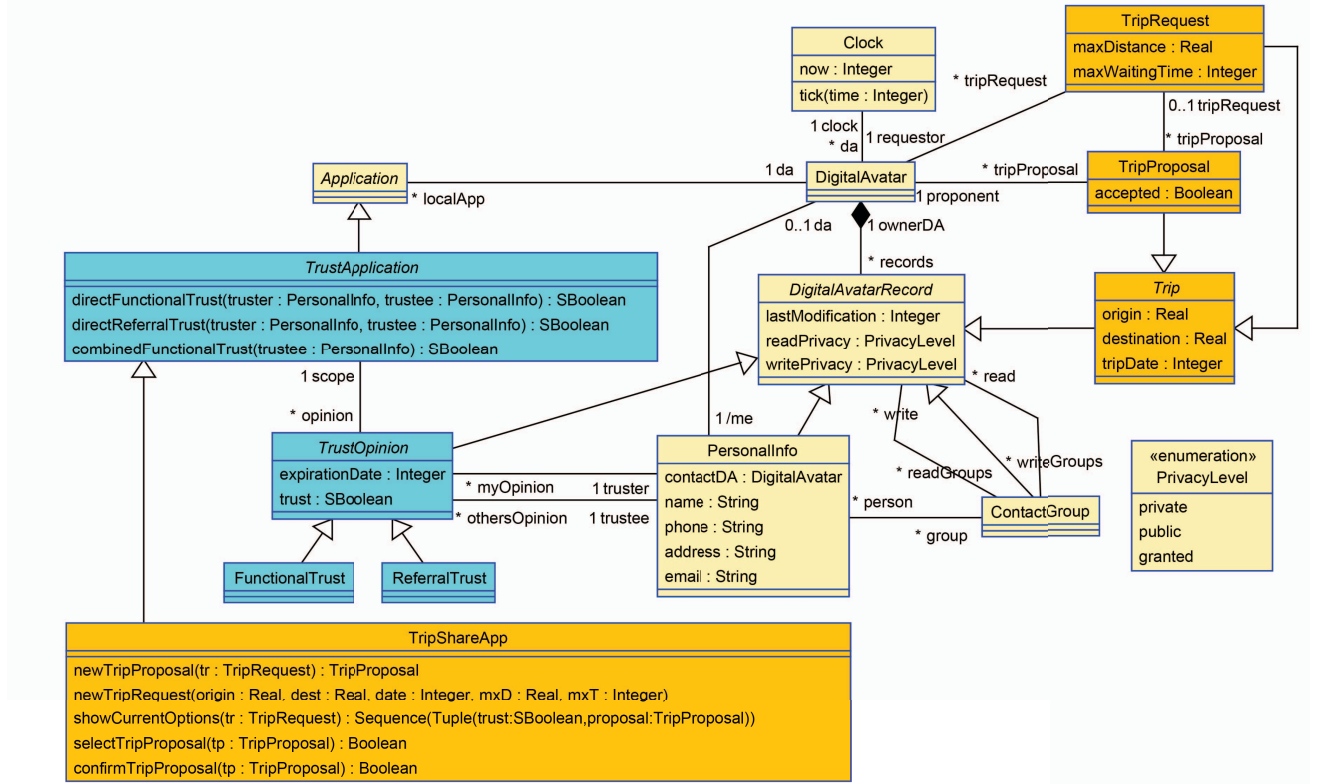 TripRequest
maxDistance : Real
maxWaitingTime : Integer
Clock
now : Integer
tick(time : Integer)
* tripRequest
0..1 tripRequest
1 clock
* da
1 requestor
* tripProposal
TripProposal
accepted : Boolean
Application
* localApp
1 da
DigitalAvatar
* tripProposal
1 proponent
0..1 da
1 ownerDA
* records
TrustApplication
directFunctionalTrust(truster : PersonalInfo, trustee : PersonalInfo) : SBoolean
directReferralTrust(truster : PersonalInfo, trustee : PersonalInfo) : SBoolean
combinedFunctionalTrust(trustee : PersonalInfo) : SBoolean
DigitalAvatarRecord
lastModification : Integer
readPrivacy : PrivacyLevel
writePrivacy : PrivacyLevel
Trip
origin : Real
destination : Real
tripDate : Integer
1 scope
* opinion
* read
* write
1 /me
TrustOpinion
expirationDate : Integer
trust : SBoolean
* myOpinion
1 truster
* othersOpinion
1 trustee
PersonalInfo
contactDA : DigitalAvatar
name : String
phone : String
address : String
email : String
* readGroups
* writeGroups
* person
* group
ContactGroup
«enumeration»
PrivacyLevel
private
public
granted
FunctionalTrust
ReferralTrust
TripShareApp
newTripProposal(tr : TripRequest) : TripProposal
newTripRequest(origin : Real, dest : Real, date : Integer, mxD : Real, mxT : Integer)
showCurrentOptions(tr : TripRequest) : Sequence(Tuple(trust:SBoolean,proposal:TripProposal))
selectTripProposal(tp : TripProposal) : Boolean
confirmTripProposal(tp : TripProposal) : Boolean